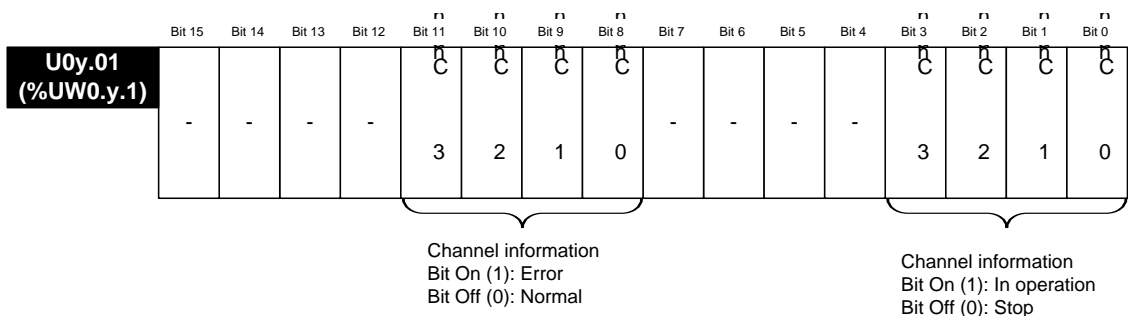 Bit 15 Bit 14 Bit 13 Bit 12 Bit 11 Bit 10 Bit 9 Bit 8 Bit 7 Bit 6 Bit 5 Bit 4 Bit 3 Bit 2 Bit 1 Bit 0
U0y.01
(%UW0.y.1)
C C C C C C C C
- - - - - - - -
3 2 1 0 3 2 1 0
Channel information
Bit On (1): Error
Bit Off (0): Normal
Channel information
Bit On (1): In operation
Bit Off (0): Stop